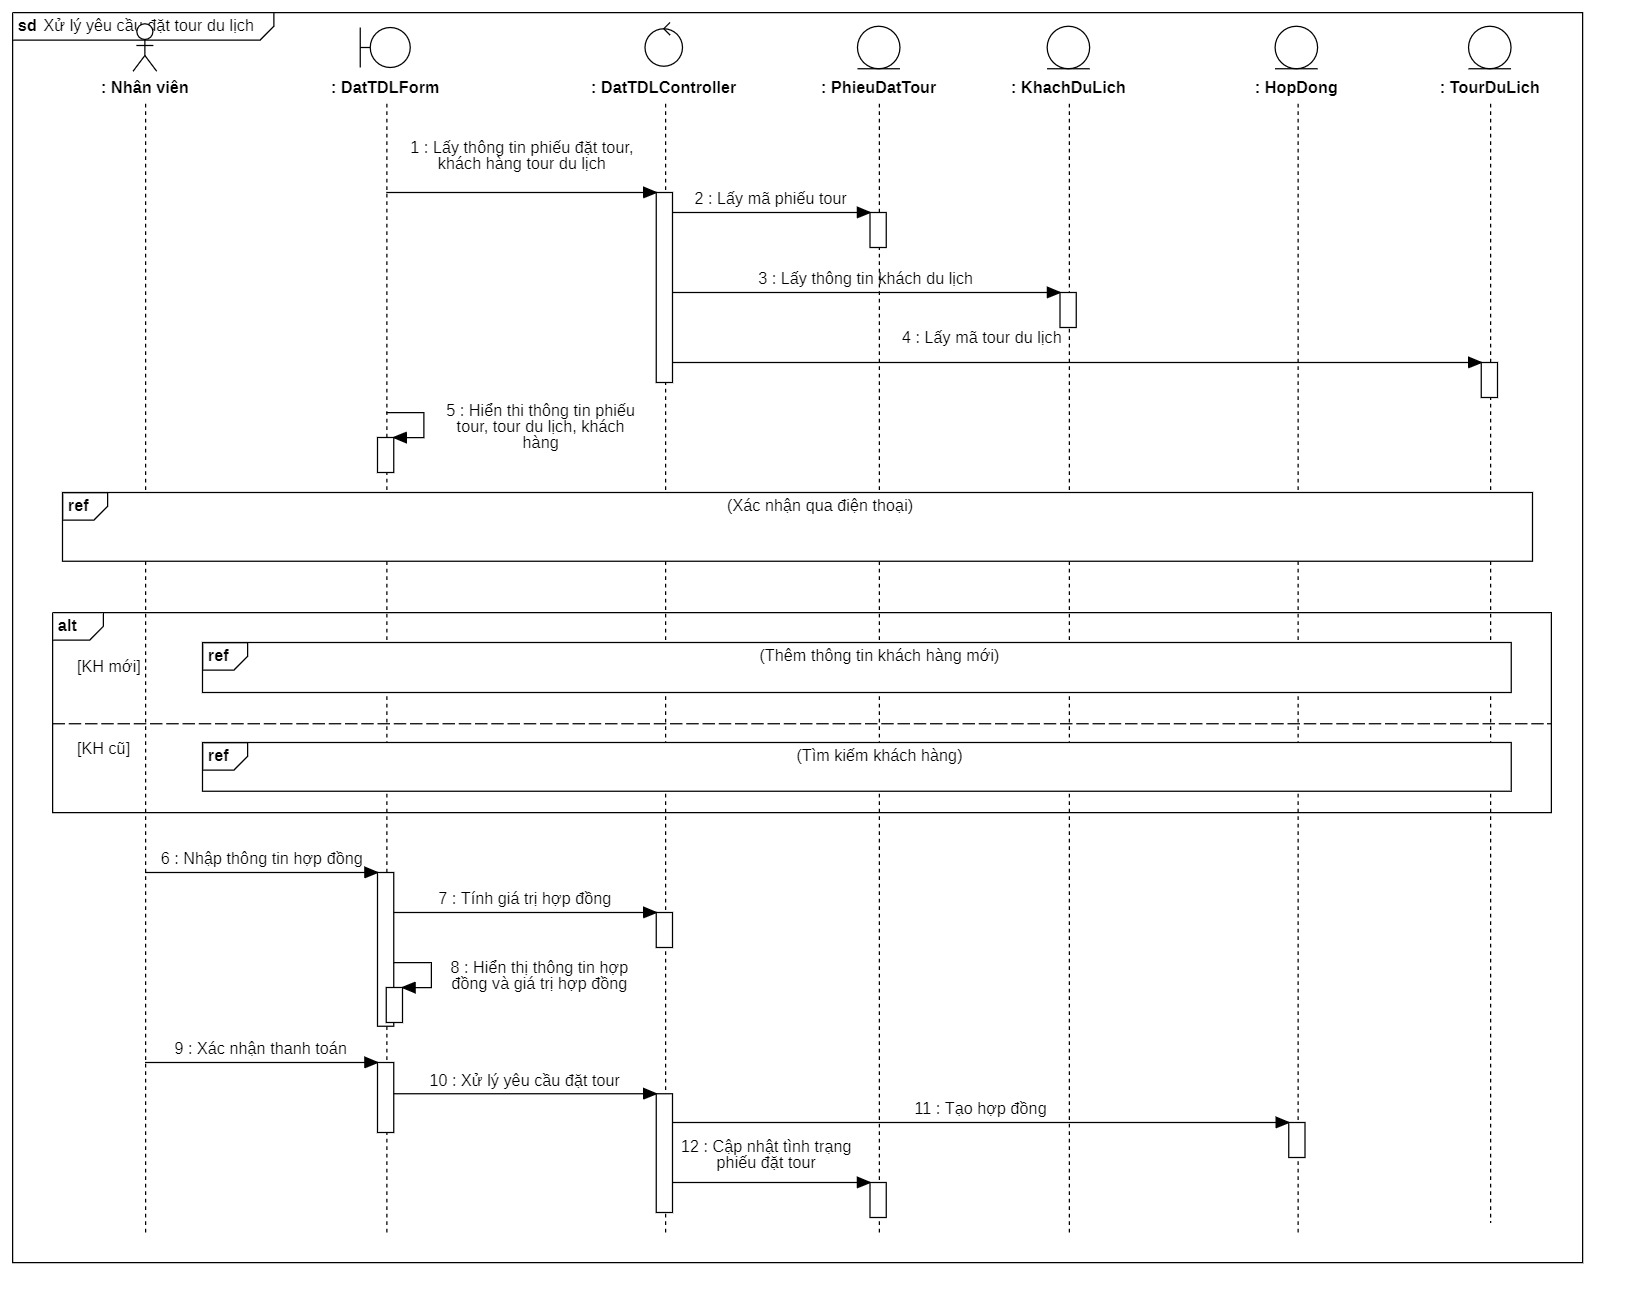 sd Xử lý yêu cầu đặt tour du lịch
: Nhân viên
: DatTDLForm
: DatTDLController
: PhieuDatTour
: KhachDuLich
: HopDong
: TourDuLich
1 : Lấy thông tin phiếu đặt tour,
khách hàng tour du lịch
2 : Lấy mã phiếu tour
3 : Lấy thông tin khách du lịch
4 : Lấy mã tour du lịch
5 : Hiển thi thông tin phiếu
tour, tour du lịch, khách
hàng
ref
(Xác nhận qua điện thoại)
alt
[KH mới]
ref
(Thêm thông tin khách hàng mới)
[KH cũ]
ref
(Tìm kiếm khách hàng)
6 : Nhập thông tin hợp đồng
7 : Tính giá trị hợp đồng
8 : Hiển thị thông tin hợp
đồng và giá trị hợp đồng
9 : Xác nhận thanh toán
10 : Xử lý yêu cầu đặt tour
11 : Tạo hợp đồng
12 : Cập nhật tình trạng
phiếu đặt tour